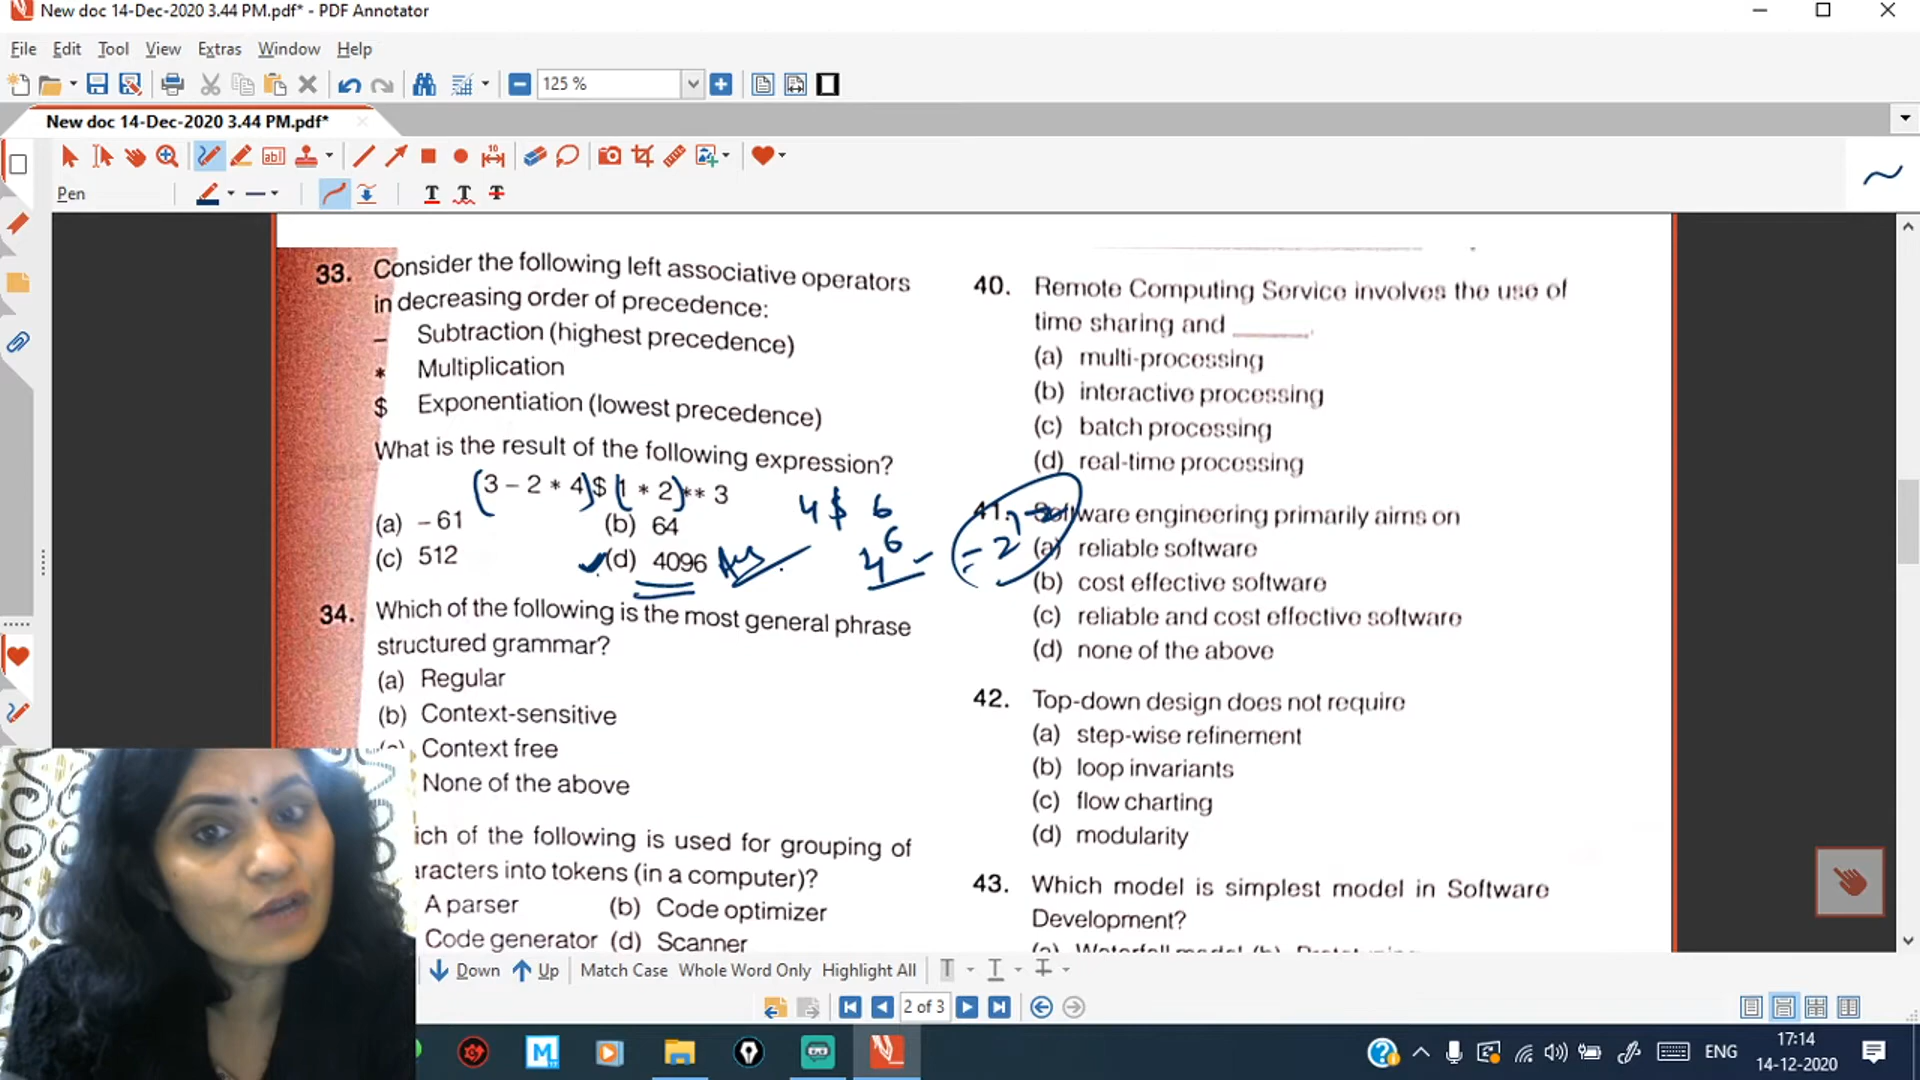 New doc 14-Dec-2020 3.44 PM.pdf* - PDF Annotator
File Edit Tool View Extras Window Help
125 %
New doc 14-Dec-2020 3.44 PM.pdf*
Pen
33. Consider the following left associative operators
in decreasing order of precedence:
− Subtraction (highest precedence)
* Multiplication
$ Exponentiation (lowest precedence)
What is the result of the following expression?
(3 − 2 * 4)$ (1 * 2)** 3
(a) − 61 (b) 64
(c) 512 (d) 4096 Ans
4 $ 6
4^6 = 2^12
34. Which of the following is the most general phrase
structured grammar?
(a) Regular
(b) Context-sensitive
Context free
None of the above
ich of the following is used for grouping of
aracters into tokens (in a computer)?
A parser (b) Code optimizer
Code generator (d) Scanner
40. Remote Computing Service involves the use of
time sharing and ______.
(a) multi-processing
(b) interactive processing
(c) batch processing
(d) real-time processing
41. Software engineering primarily aims on
(a) reliable software
(b) cost effective software
(c) reliable and cost effective software
(d) none of the above
42. Top-down design does not require
(a) step-wise refinement
(b) loop invariants
(c) flow charting
(d) modularity
43. Which model is simplest model in Software
Development?
Down Up Match Case Whole Word Only Highlight All
2 of 3
ENG
17:14
14-12-2020